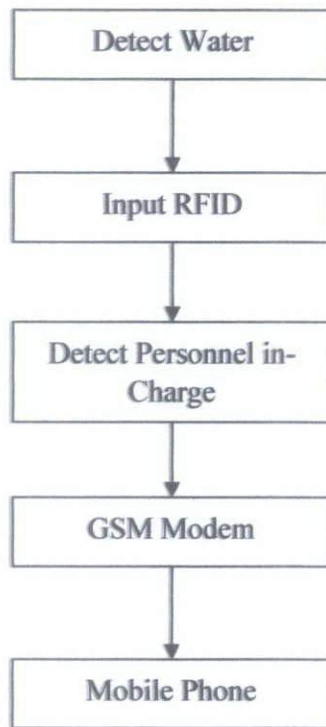 Detect Water
Input RFID
Detect Personnel in-
Charge
GSM Modem
Mobile Phone